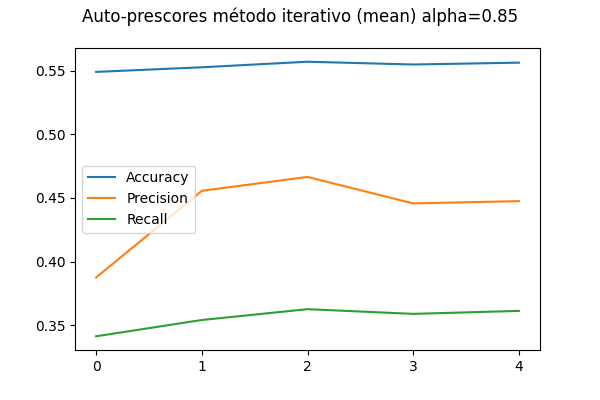 Auto-prescores método iterativo (mean) alpha=0.85
0.55
0.50
0.45
0.40
0.35
Accuracy
Precision
Recall
0 1 2 3 4